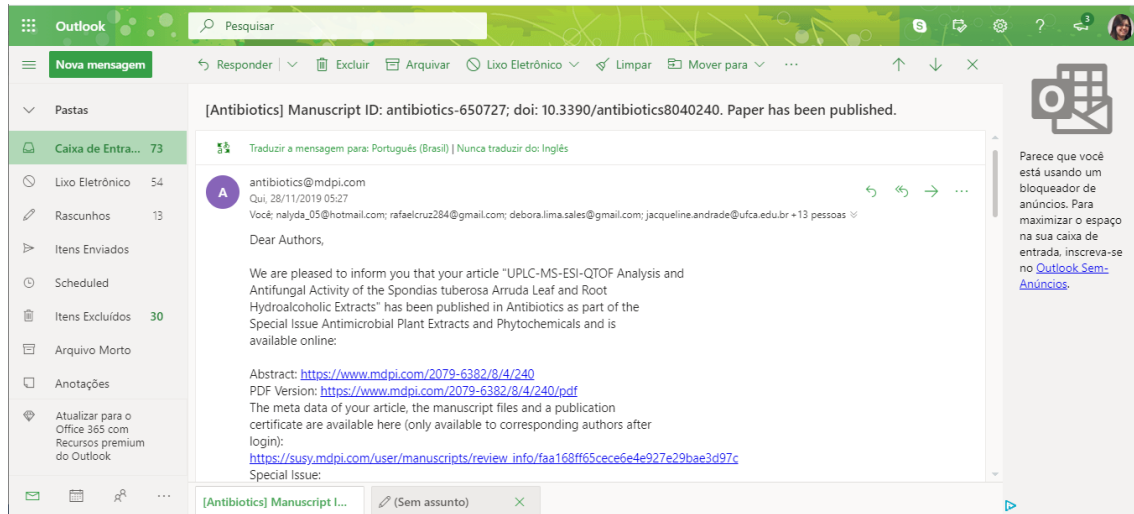 Outlook
Pesquisar
3
Nova mensagem
Responder
Excluir
Arquivar
Lixo Eletrônico
Limpar
Mover para
Pastas
Caixa de Entra... 73
Lixo Eletrônico 54
Rascunhos 13
Itens Enviados
Scheduled
Itens Excluídos 30
Arquivo Morto
Anotações
Atualizar para o
Office 365 com
Recursos premium
do Outlook
[Antibiotics] Manuscript ID: antibiotics-650727; doi: 10.3390/antibiotics8040240. Paper has been published.
Traduzir a mensagem para: Português (Brasil) | Nunca traduzir do: Inglês
A
antibiotics@mdpi.com
Qui, 28/11/2019 05:27
Você; nalyda_05@hotmail.com; rafaelcruz284@gmail.com; debora.lima.sales@gmail.com; jacqueline.andrade@ufca.edu.br +13 pessoas
Dear Authors,
We are pleased to inform you that your article "UPLC-MS-ESI-QTOF Analysis and
Antifungal Activity of the Spondias tuberosa Arruda Leaf and Root
Hydroalcoholic Extracts" has been published in Antibiotics as part of the
Special Issue Antimicrobial Plant Extracts and Phytochemicals and is
available online:
Abstract: https://www.mdpi.com/2079-6382/8/4/240
PDF Version: https://www.mdpi.com/2079-6382/8/4/240/pdf
The meta data of your article, the manuscript files and a publication
certificate are available here (only available to corresponding authors after
login):
https://susy.mdpi.com/user/manuscripts/review_info/faa168ff65cece6e4e927e29bae3d97c
Special Issue:
[Antibiotics] Manuscript I...
(Sem assunto)
Parece que você
está usando um
bloqueador de
anúncios. Para
maximizar o espaço
na sua caixa de
entrada, inscreva-se
no Outlook Sem-
Anúncios.